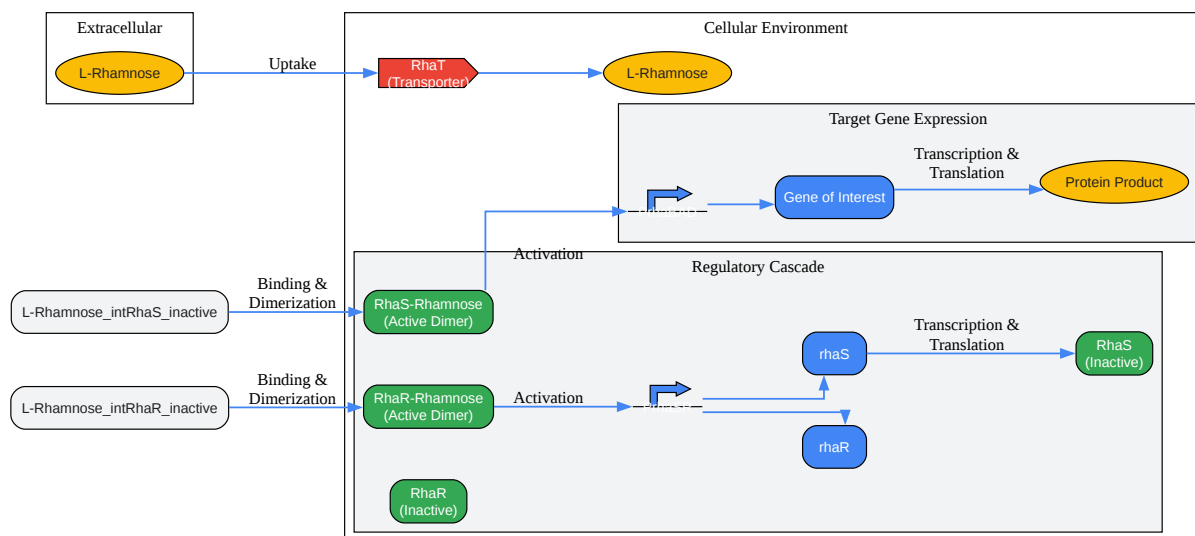 Extracellular
Cellular Environment
L-Rhamnose
Uptake
RhaT
(Transporter)
L-Rhamnose
Target Gene Expression
Transcription &
Translation
Gene of Interest
Protein Product
Activation
Regulatory Cascade
Binding &
Dimerization
L-Rhamnose_intRhaS_inactive
RhaS-Rhamnose
(Active Dimer)
Transcription &
Translation
rhaS
RhaS
(Inactive)
Binding &
Dimerization
L-Rhamnose_intRhaR_inactive
RhaR-Rhamnose
(Active Dimer)
Activation
rhaR
RhaR
(Inactive)